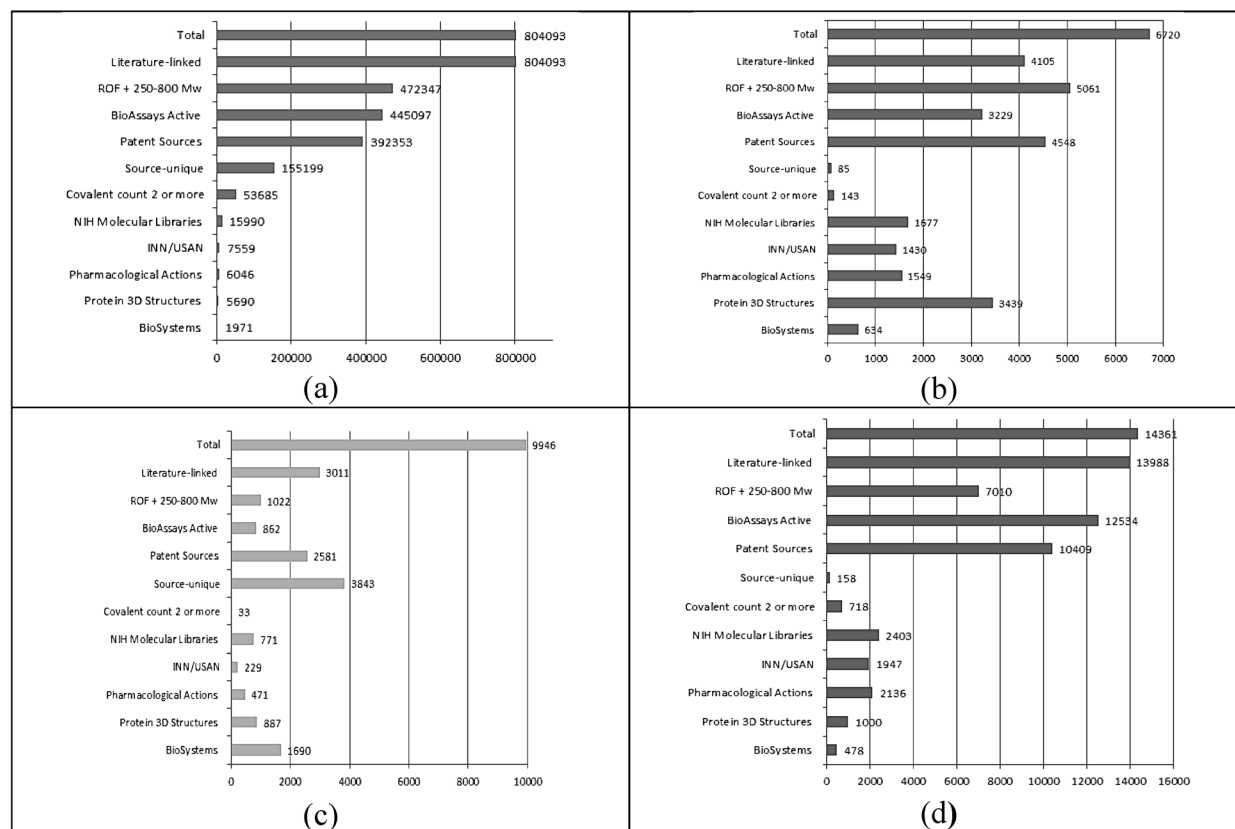 Total 804093
Literature-linked 804093
ROF + 250-800 Mw 472347
BioAssays Active 445097
Patent Sources 392353
Source-unique 155199
Covalent count 2 or more 53685
NIH Molecular Libraries 15990
INN/USAN 7559
Pharmacological Actions 6046
Protein 3D Structures 5690
BioSystems 1971
0 200000 400000 600000 800000
(a)
Total 6720
Literature-linked 4105
ROF + 250-800 Mw 5061
BioAssays Active 3229
Patent Sources 4548
Source-unique 85
Covalent count 2 or more 143
NIH Molecular Libraries 1677
INN/USAN 1430
Pharmacological Actions 1549
Protein 3D Structures 3439
BioSystems 634
0 1000 2000 3000 4000 5000 6000 7000
(b)
Total 9946
Literature-linked 3011
ROF + 250-800 Mw 1022
BioAssays Active 862
Patent Sources 2581
Source-unique 3843
Covalent count 2 or more 33
NIH Molecular Libraries 771
INN/USAN 229
Pharmacological Actions 471
Protein 3D Structures 887
BioSystems 1690
0 2000 4000 6000 8000 10000
(c)
Total 14361
Literature-linked 13988
ROF + 250-800 Mw 7010
BioAssays Active 12534
Patent Sources 10409
Source-unique 158
Covalent count 2 or more 718
NIH Molecular Libraries 2403
INN/USAN 1947
Pharmacological Actions 2136
Protein 3D Structures 1000
BioSystems 478
0 2000 4000 6000 8000 10000 12000 14000 16000
(d)